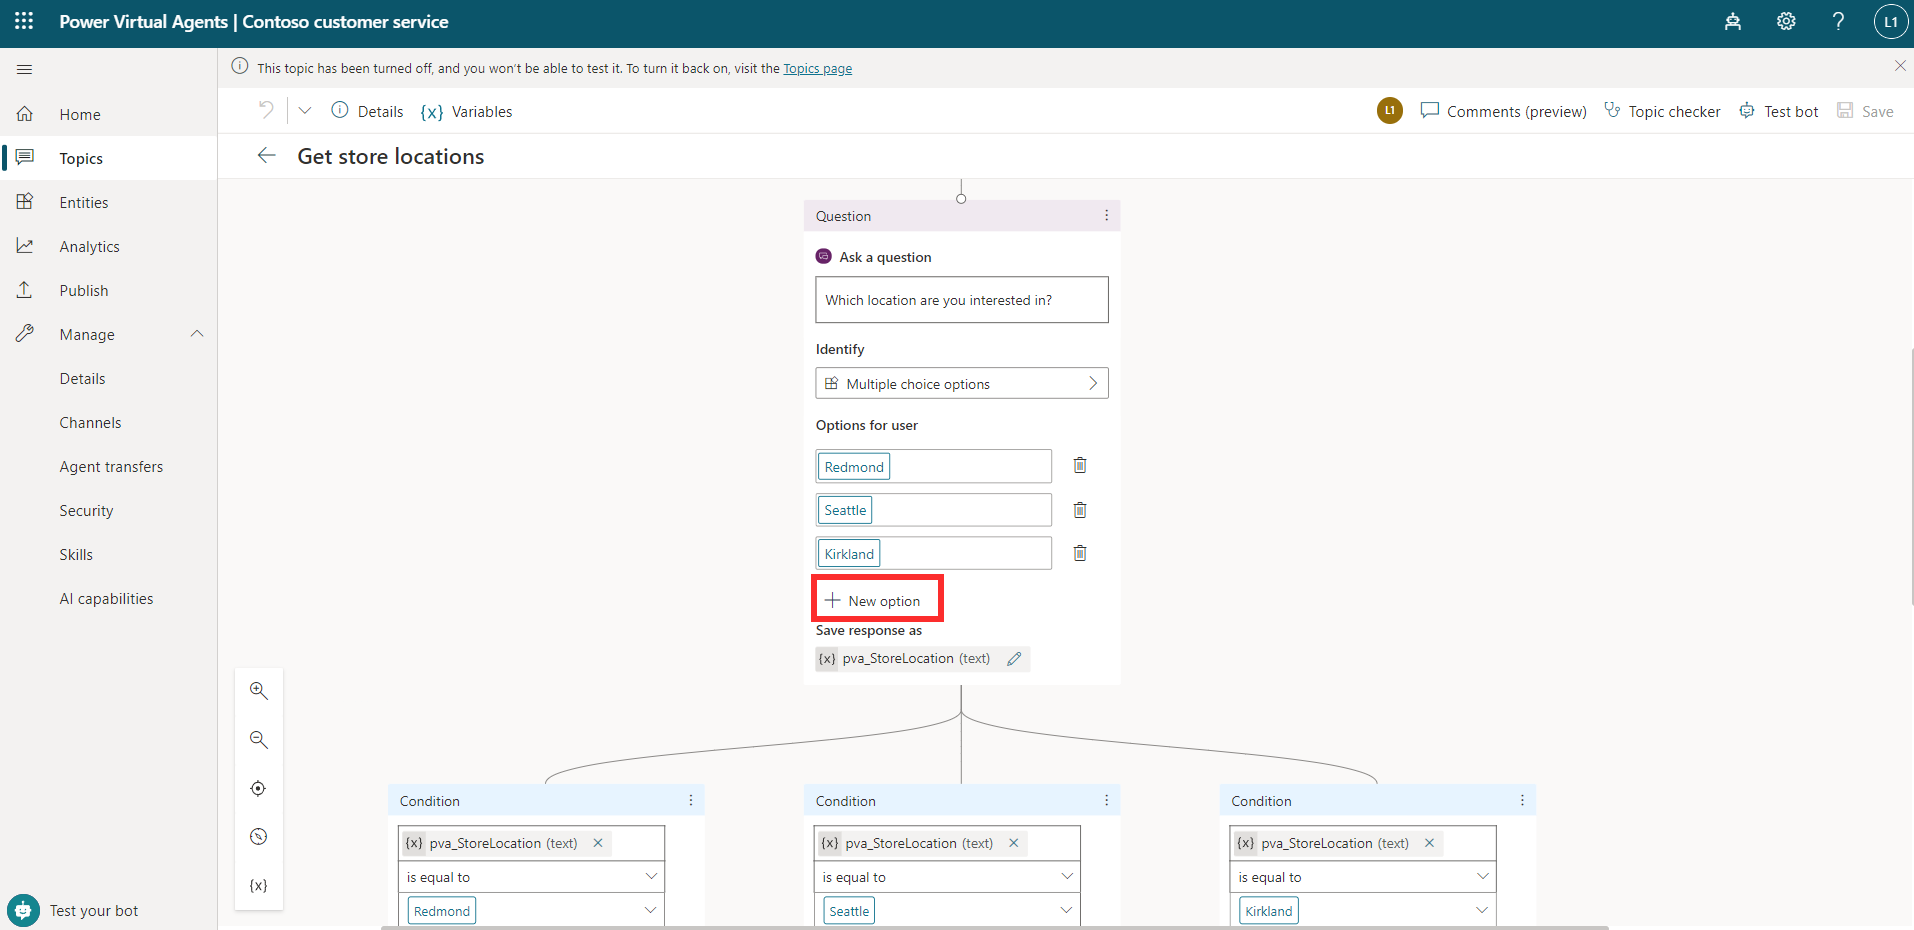 Power Virtual Agents | Contoso customer service
L1
This topic has been turned off, and you won't be able to test it. To turn it back on, visit the Topics page
Details
{x} Variables
L1
Comments (preview)
Topic checker
Test bot
Save
Get store locations
Home
Topics
Entities
Analytics
Publish
Manage
Details
Channels
Agent transfers
Security
Skills
AI capabilities
Test your bot
{x}
Question
Ask a question
Which location are you interested in?
Identify
Multiple choice options
Options for user
Redmond
Seattle
Kirkland
New option
Save response as
{x} pva_StoreLocation (text)
Condition
{x} pva_StoreLocation (text)
is equal to
Redmond
Condition
{x} pva_StoreLocation (text)
is equal to
Seattle
Condition
{x} pva_StoreLocation (text)
is equal to
Kirkland